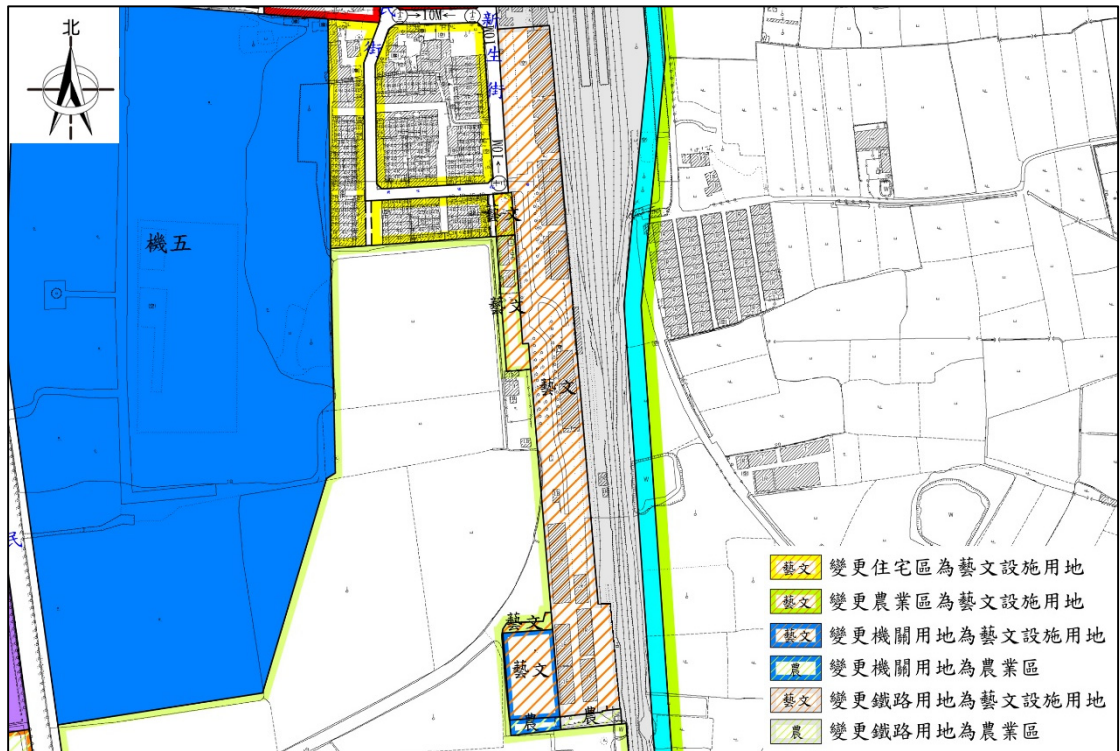 北
民
街
10M
新生街
10M
10M
藝文
機五
藝文
藝文
民
藝文
藝文
農
農
藝文 變更住宅區為藝文設施用地
藝文 變更農業區為藝文設施用地
藝文 變更機關用地為藝文設施用地
農 變更機關用地為農業區
藝文 變更鐵路用地為藝文設施用地
農 變更鐵路用地為農業區